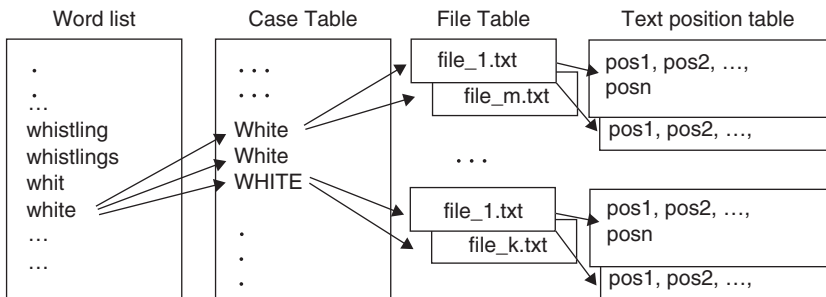 Word list
Case Table
File Table
Text position table
.
.
...
whistling
whistlings
whit
white
...
...
...
...
White
White
WHITE
.
.
.
file_1.txt
file_m.txt
...
file_1.txt
file_k.txt
pos1, pos2, ...,
posn
pos1, pos2, ...,
pos1, pos2, ...,
posn
pos1, pos2, ...,